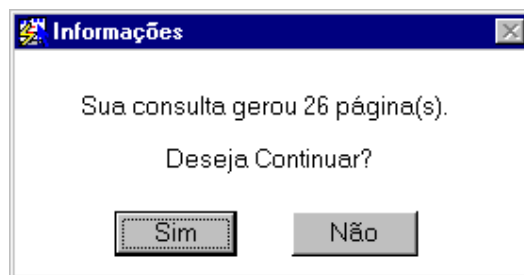 Informações
Sua consulta gerou 26 página(s).
Deseja Continuar?
Sim Não